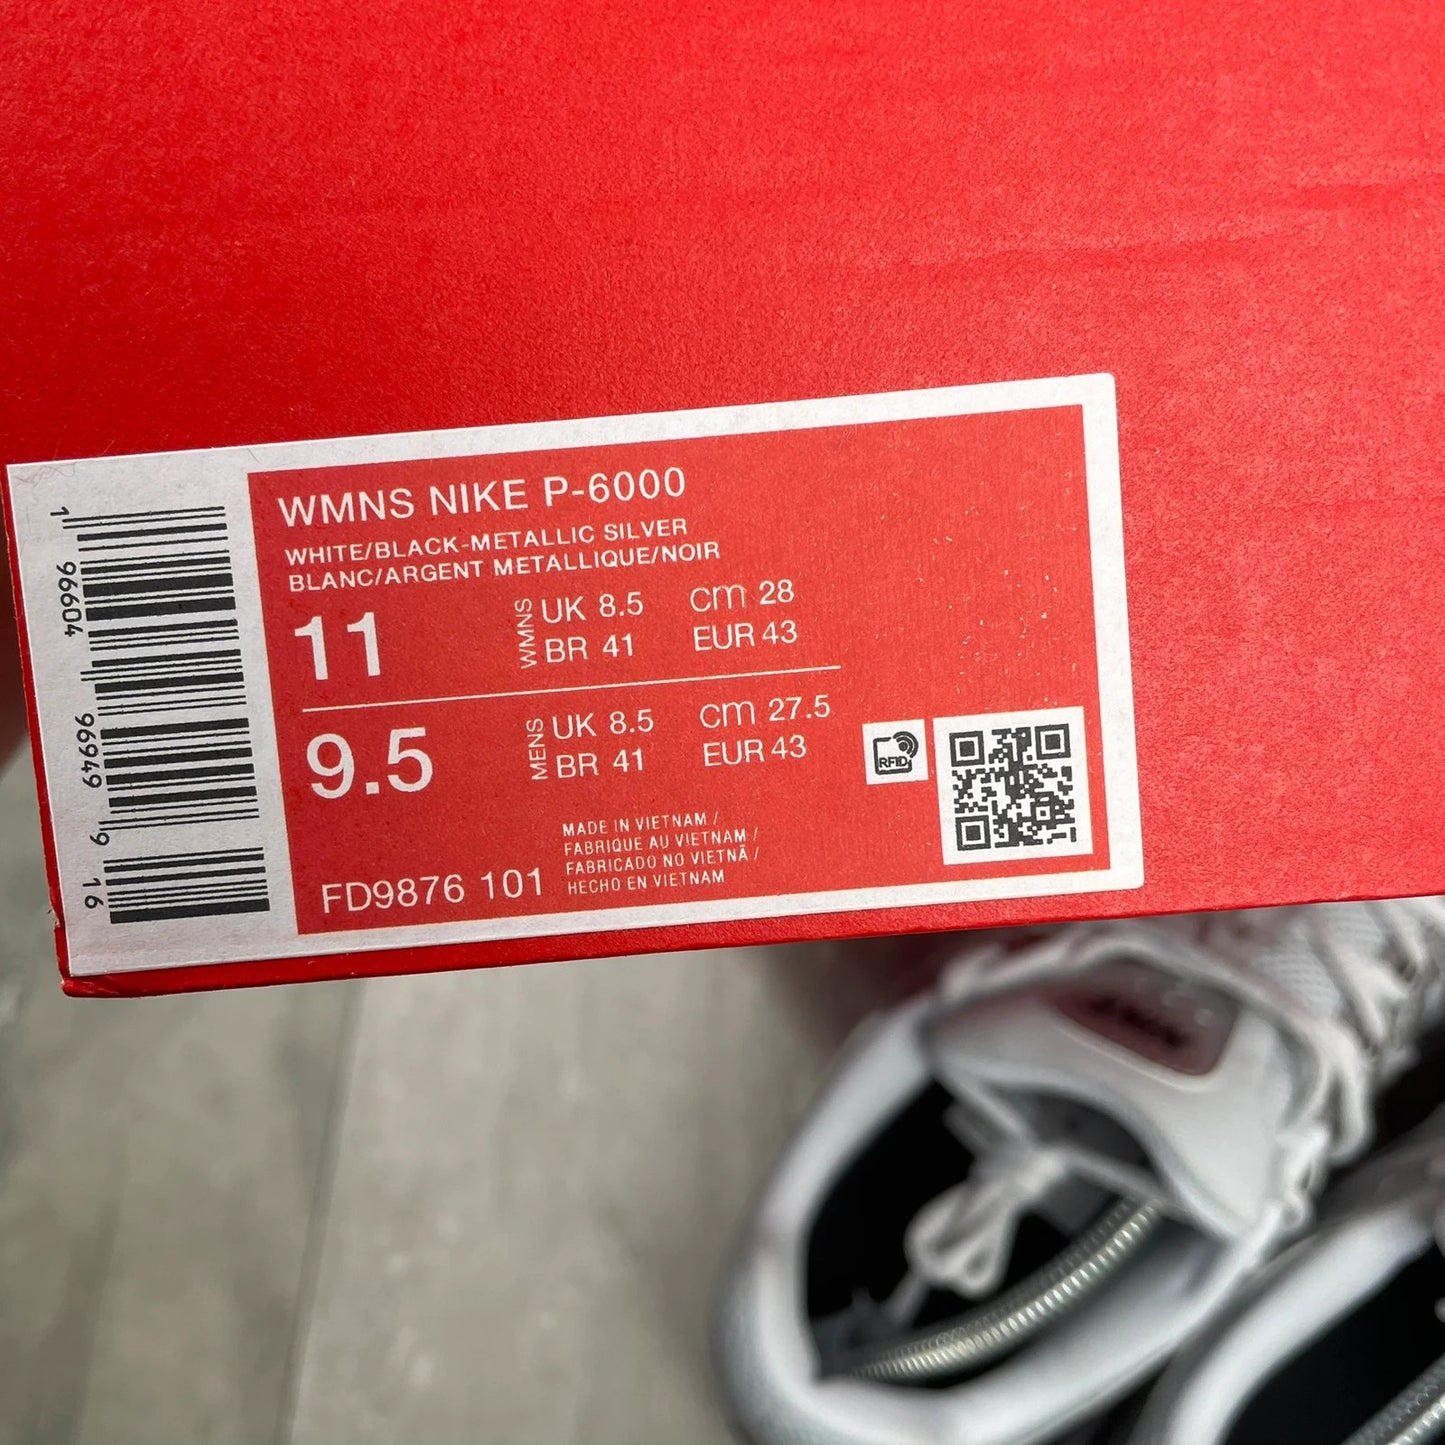 WMNS NIKE P-6000
WHITE/BLACK-METALLIC SILVER
BLANC/ARGENT METALLIQUE/NOIR
11
WMNS
UK 8.5 cm 28
BR 41 EUR 43
9.5
MENS
UK 8.5 cm 27.5
BR 41 EUR 43
RFID
MADE IN VIETNAM /
FABRIQUE AU VIETNAM /
FABRICADO NO VIETNÃ /
HECHO EN VIETNAM
FD9876 101
1 96604 96949 9 16